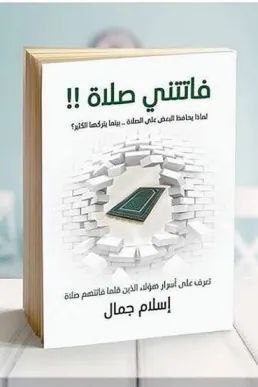 فاتتني صلاة !!
لماذا يحافظ البعض على الصلاة .. بينما يتركها الكثير؟
تعرف على أسرار هؤلاء الذين قلما فاتتهم صلاة
إسلام جمال